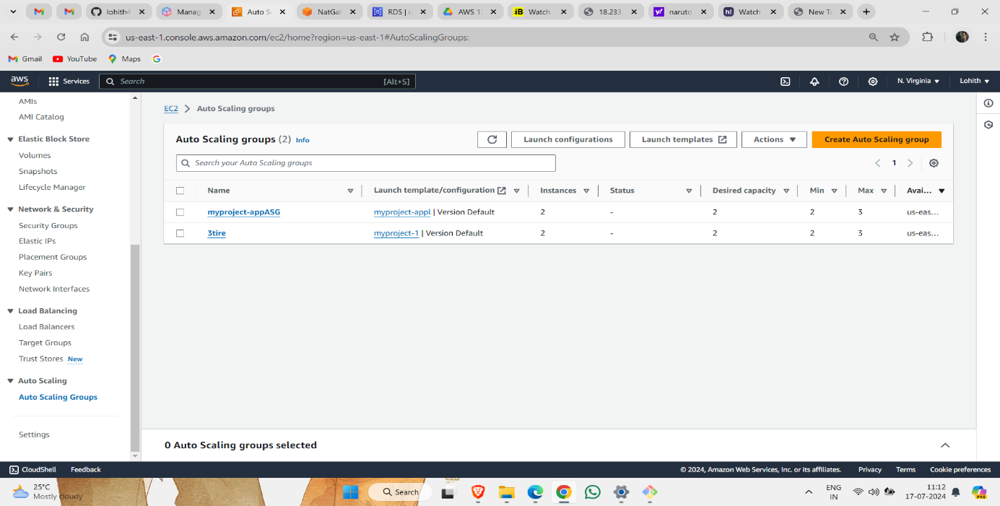 lohith4
Manag
Auto S
NatGat
RDS | u
AWS 1
Watch
18.233
naruto
Watch
New Ta
us-east-1.console.aws.amazon.com/ec2/home?region=us-east-1#AutoScalingGroups:
Gmail YouTube Maps
aws Services Search [Alt+S] N. Virginia Lohith
AMIs
AMI Catalog
Elastic Block Store
Volumes
Snapshots
Lifecycle Manager
Network & Security
Security Groups
Elastic IPs
Placement Groups
Key Pairs
Network Interfaces
Load Balancing
Load Balancers
Target Groups
Trust Stores New
Auto Scaling
Auto Scaling Groups
Settings
EC2 Auto Scaling groups
Auto Scaling groups (2) Info Launch configurations Launch templates Actions Create Auto Scaling group
Search your Auto Scaling groups 1
Name Launch template/configuration Instances Status Desired capacity Min Max Avai...
myproject-appASG myproject-appl | Version Default 2 - 2 2 3 us-eas...
3tire myproject-1 | Version Default 2 - 2 2 3 us-eas...
0 Auto Scaling groups selected
CloudShell Feedback © 2024, Amazon Web Services, Inc. or its affiliates. Privacy Terms Cookie preferences
25°C
Mostly cloudy
Search
ENG
IN
11:12
17-07-2024
PRE